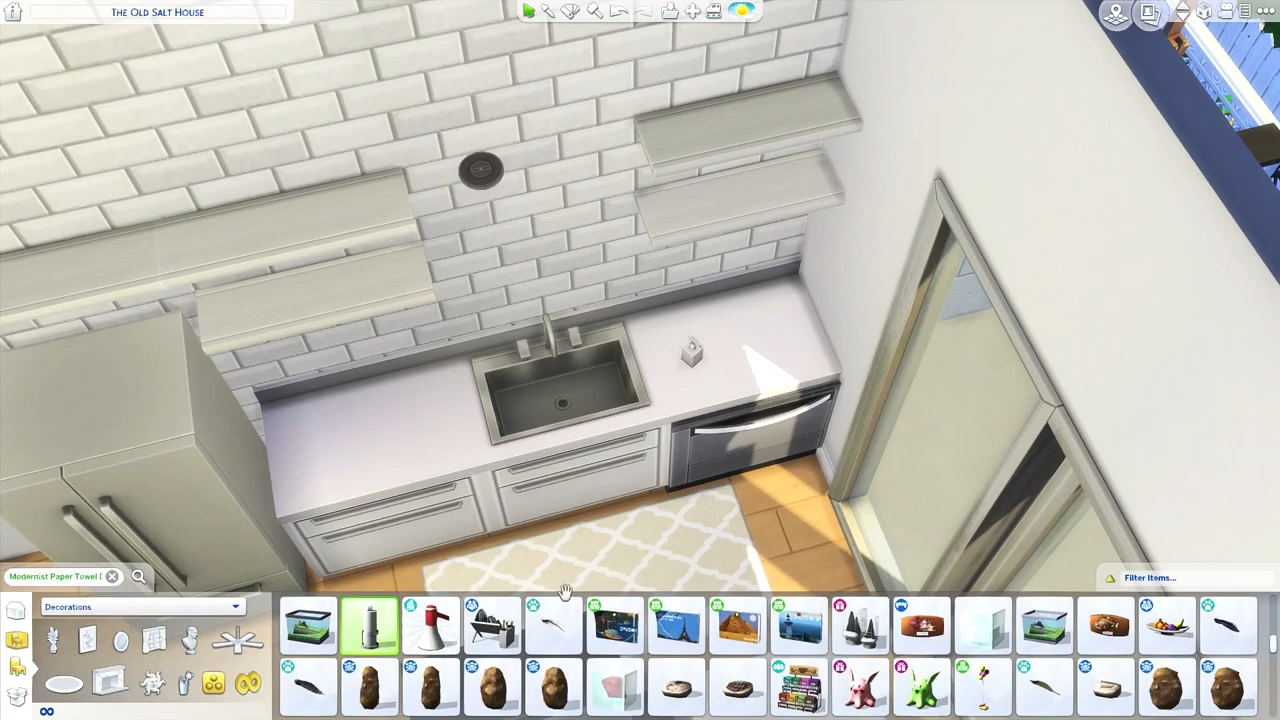 THE OLD SALT HOUSE
Modernist Paper Towel
Filter Items...
Decorations